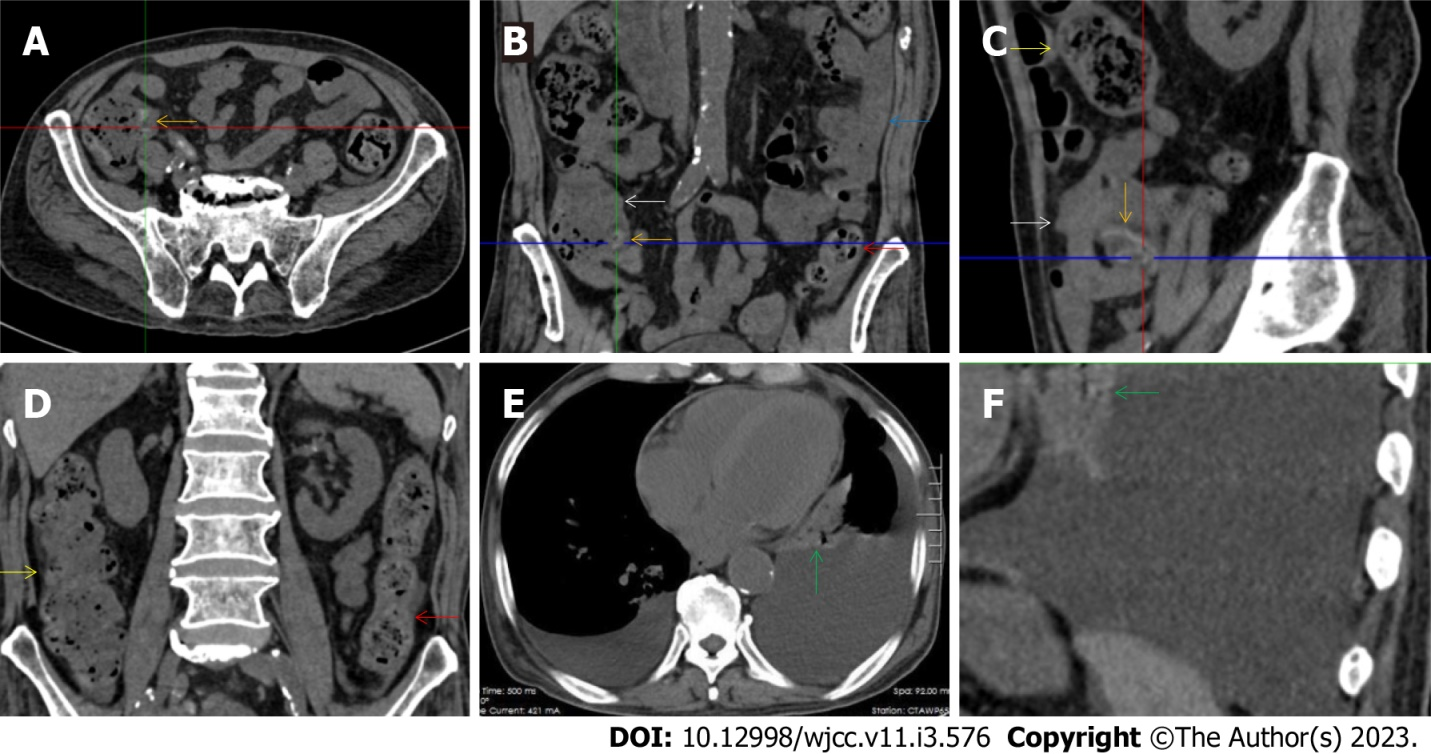 A
B
C
D
E
F
Time: 500 ms
0°
e Current: 421 mA
Spa: 92.00 m
Station: CTAWP65
DOI: 10.12998/wjcc.v11.i3.576 Copyright ©The Author(s) 2023.